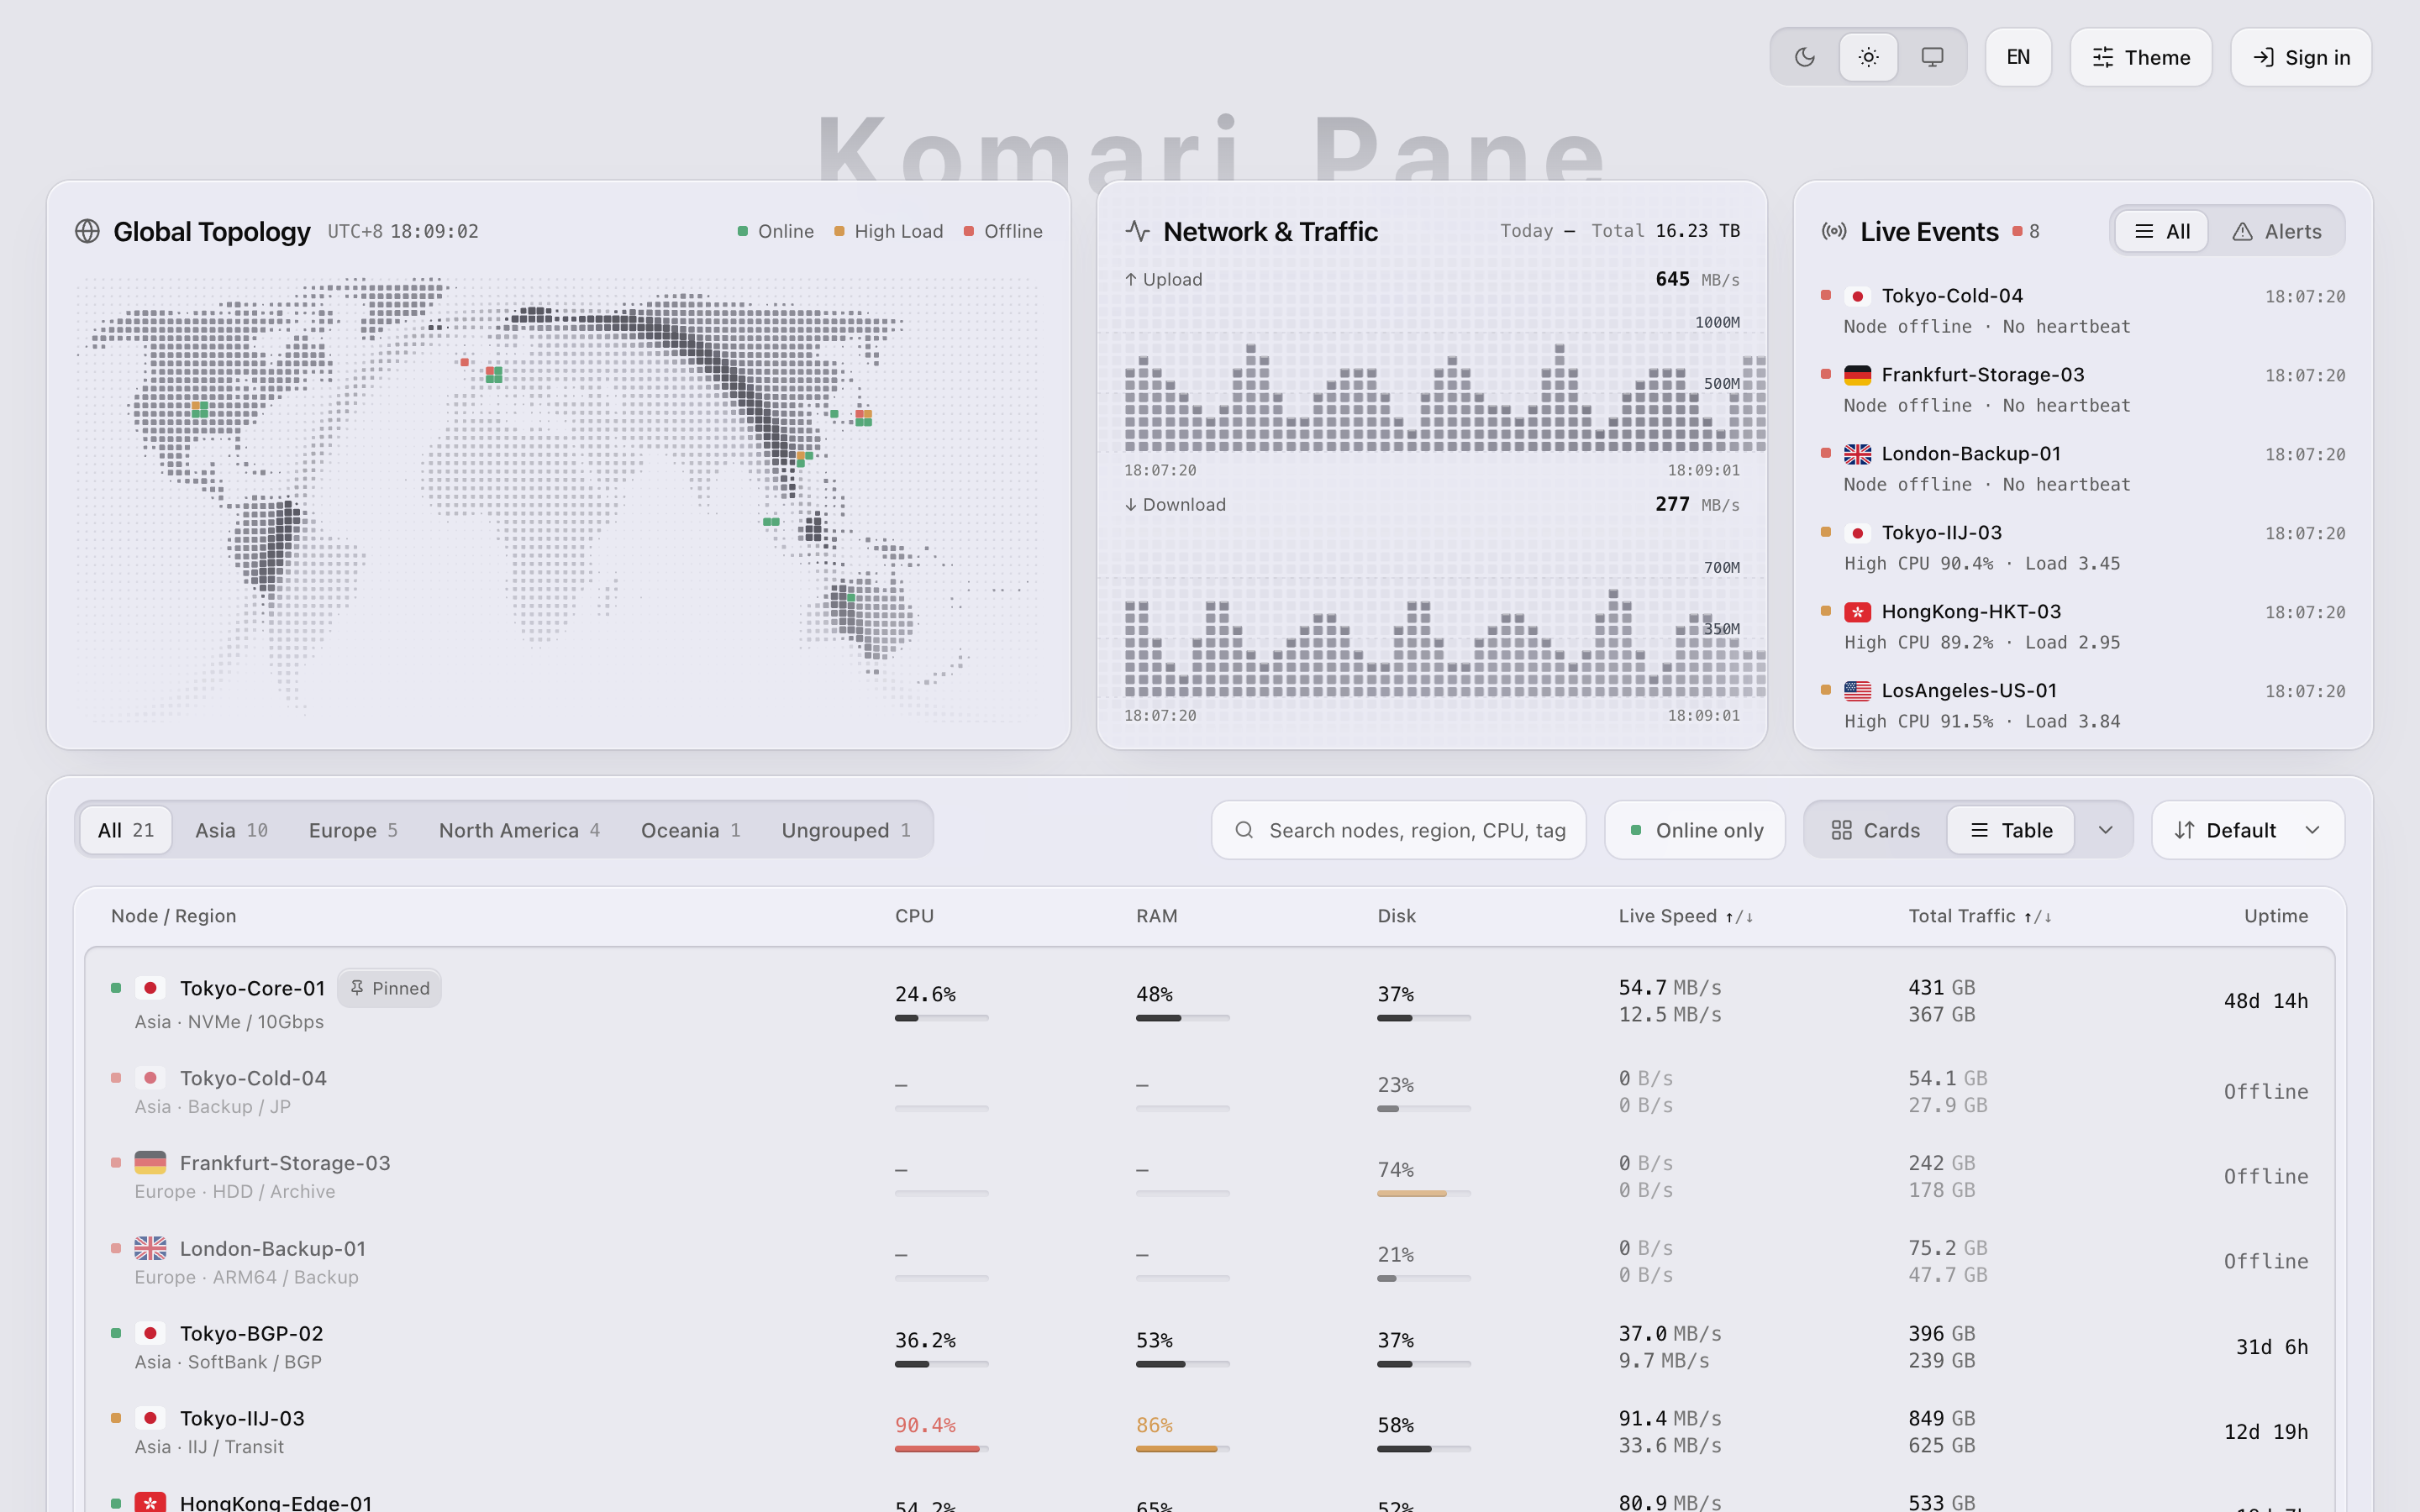 EN
Theme
Sign in
Komari Pane
Global Topology UTC+8 18:09:02
Online High Load Offline
Network & Traffic
Today — Total 16.23 TB
↑ Upload 645 MB/s
1000M
500M
18:07:20 18:09:01
↓ Download 277 MB/s
700M
350M
18:07:20 18:09:01
Live Events 8
All Alerts
Tokyo-Cold-04 18:07:20
Node offline · No heartbeat
Frankfurt-Storage-03 18:07:20
Node offline · No heartbeat
London-Backup-01 18:07:20
Node offline · No heartbeat
Tokyo-IIJ-03 18:07:20
High CPU 90.4% · Load 3.45
HongKong-HKT-03 18:07:20
High CPU 89.2% · Load 2.95
LosAngeles-US-01 18:07:20
High CPU 91.5% · Load 3.84
All 21 Asia 10 Europe 5 North America 4 Oceania 1 Ungrouped 1
Search nodes, region, CPU, tag
Online only
Cards Table
Default
Node / Region CPU RAM Disk Live Speed ↑/↓ Total Traffic ↑/↓ Uptime
Tokyo-Core-01 Pinned
Asia · NVMe / 10Gbps
24.6% 48% 37%
54.7 MB/s 431 GB
12.5 MB/s 367 GB
48d 14h
Tokyo-Cold-04
Asia · Backup / JP
— — 23%
0 B/s 54.1 GB
0 B/s 27.9 GB
Offline
Frankfurt-Storage-03
Europe · HDD / Archive
— — 74%
0 B/s 242 GB
0 B/s 178 GB
Offline
London-Backup-01
Europe · ARM64 / Backup
— — 21%
0 B/s 75.2 GB
0 B/s 47.7 GB
Offline
Tokyo-BGP-02
Asia · SoftBank / BGP
36.2% 53% 37%
37.0 MB/s 396 GB
9.7 MB/s 239 GB
31d 6h
Tokyo-IIJ-03
Asia · IIJ / Transit
90.4% 86% 58%
91.4 MB/s 849 GB
33.6 MB/s 625 GB
12d 19h
HongKong-Edge-01
54.2% 65% 52%
80.9 MB/s 533 GB